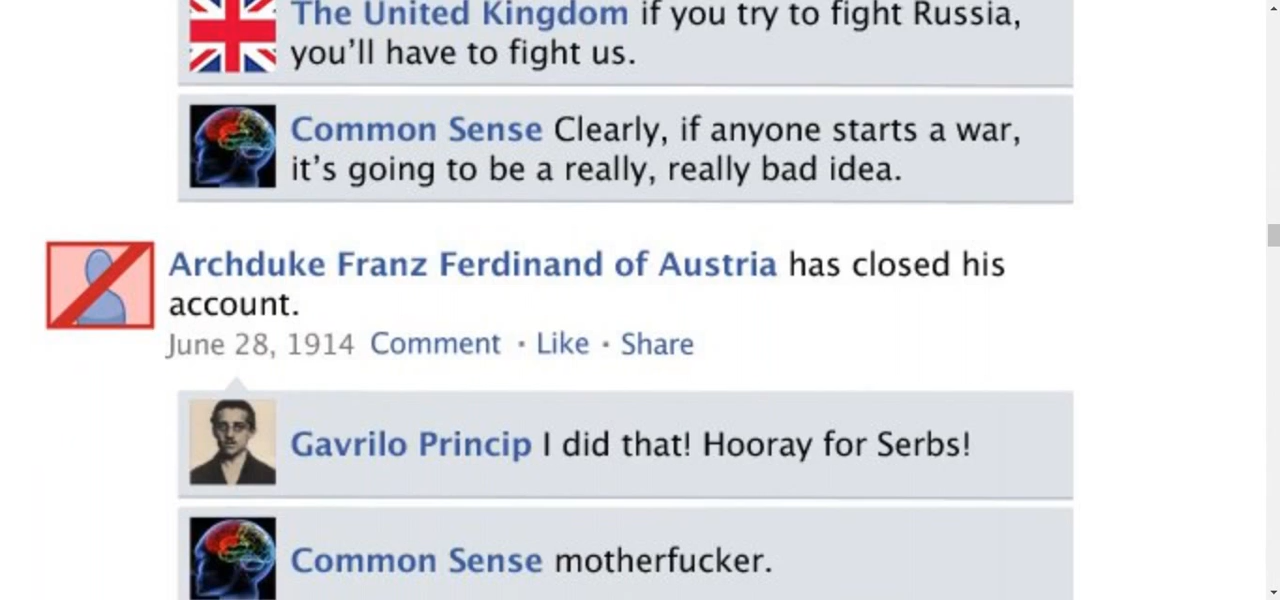 The United Kingdom if you try to fight Russia,
you’ll have to fight us.
Common Sense Clearly, if anyone starts a war,
it’s going to be a really, really bad idea.
Archduke Franz Ferdinand of Austria has closed his
account.
June 28, 1914 Comment · Like · Share
Gavrilo Princip I did that! Hooray for Serbs!
Common Sense motherfucker.